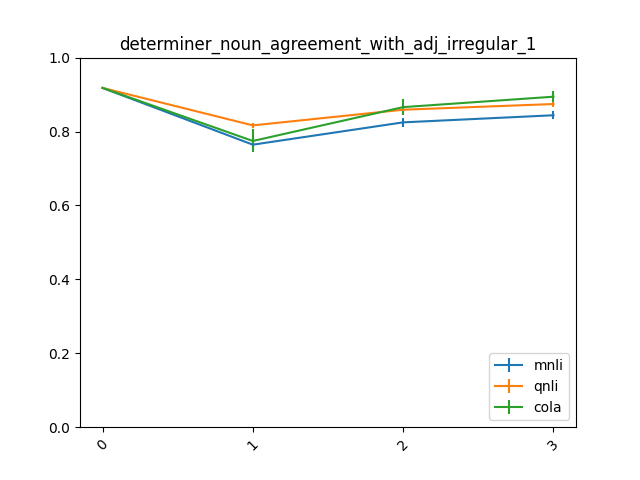 determiner_noun_agreement_with_adj_irregular_1
1.0
0.8
0.6
0.4
0.2
0.0
0
1
2
3
mnli
qnli
cola